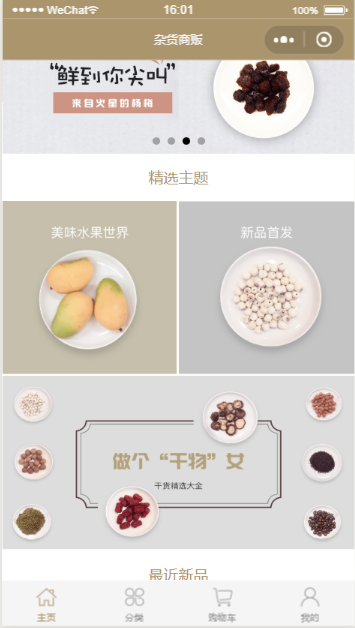 WeChat 16:01 100%
杂货商贩
“鲜到你尖叫”
来自火星的杨梅
精选主题
美味水果世界 新品首发
做个“干物”女
干货精选大全
最近新品
主页 分类 购物车 我的